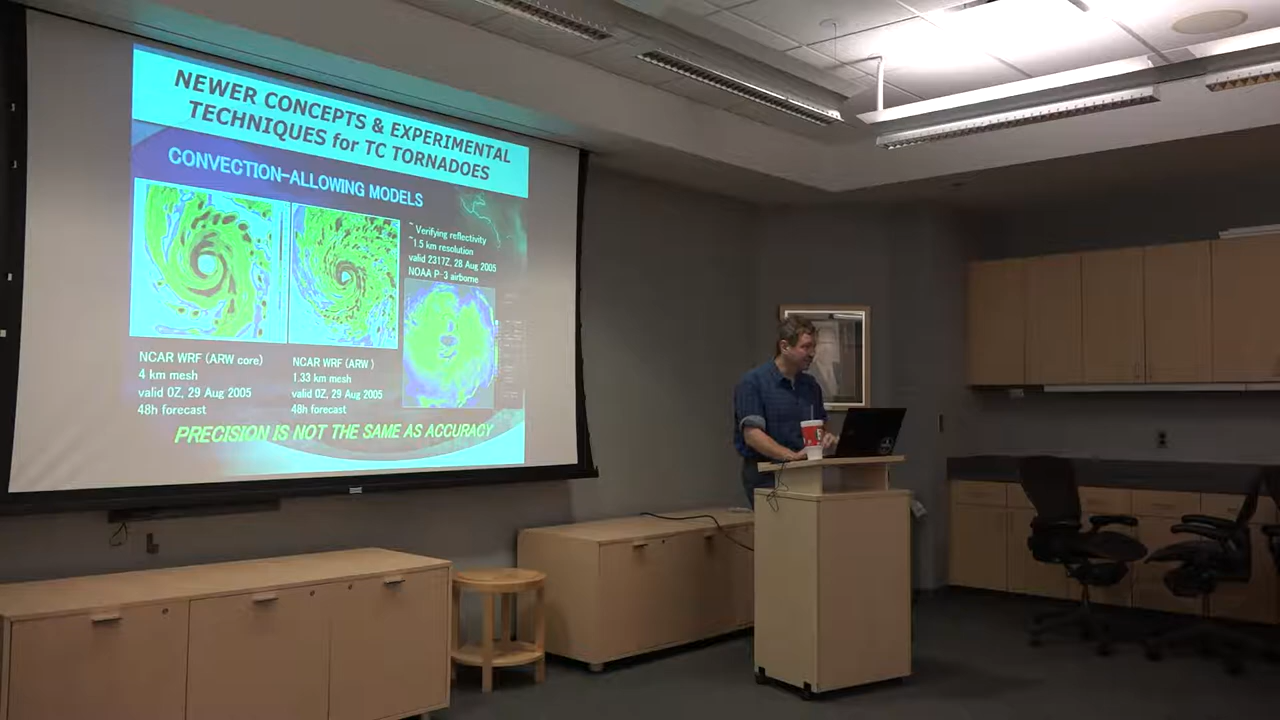 NEWER CONCEPTS & EXPERIMENTAL
TECHNIQUES for TC TORNADOES
CONVECTION-ALLOWING MODELS
~ Verifying reflectivity
~1.5 km resolution
valid 2317Z, 28 Aug 2005
NOAA P-3 airborne
NCAR WRF (ARW core)
4 km mesh
valid 0Z, 29 Aug 2005
48h forecast
NCAR WRF (ARW )
1.33 km mesh
valid 0Z, 29 Aug 2005
48h forecast
PRECISION IS NOT THE SAME AS ACCURACY